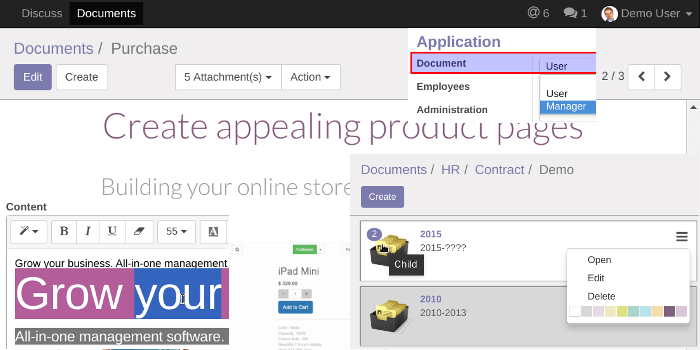 Discuss Documents @ 6 1 Demo User
Documents / Purchase
Edit Create 5 Attachment(s) Action 2 / 3
Application
Document User
User
Employees
Manager
Administration
Create appealing product pages
Building your online store
Content
B I U 55 A
Grow your business. All-in-one management
Grow your
All-in-one management software.
Published
iPad Mini
$ 320.00
- 1 +
Add to Cart
Documents / HR / Contract / Demo
Create
2 2015
2015-????
Child
Open
Edit
Delete
2010
2010-2013